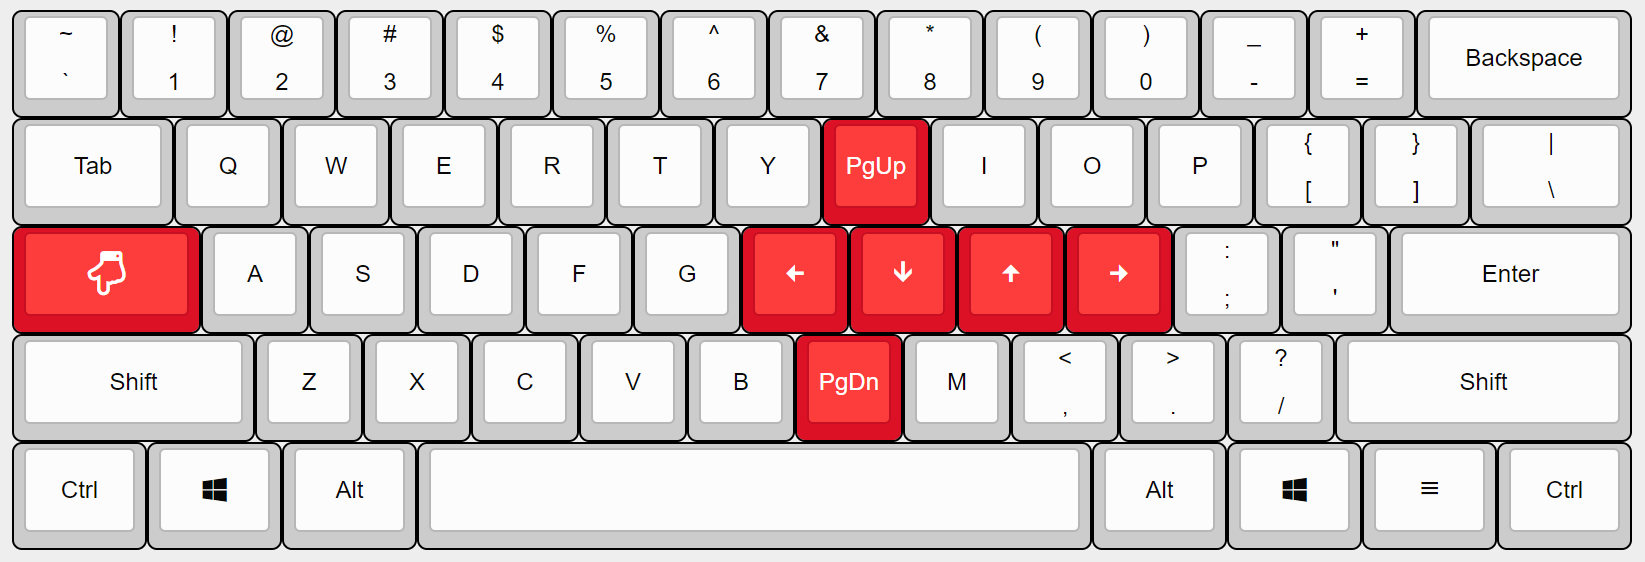 ~ ! @ # $ % ^ & * ( ) _ +
` 1 2 3 4 5 6 7 8 9 0 - = Backspace
Tab Q W E R T Y PgUp I O P { } |
[ ] \
A S D F G ← ↓ ↑ → : " Enter
; '
Shift Z X C V B PgDn M < > ? Shift
, . /
Ctrl Alt Alt ≡ Ctrl